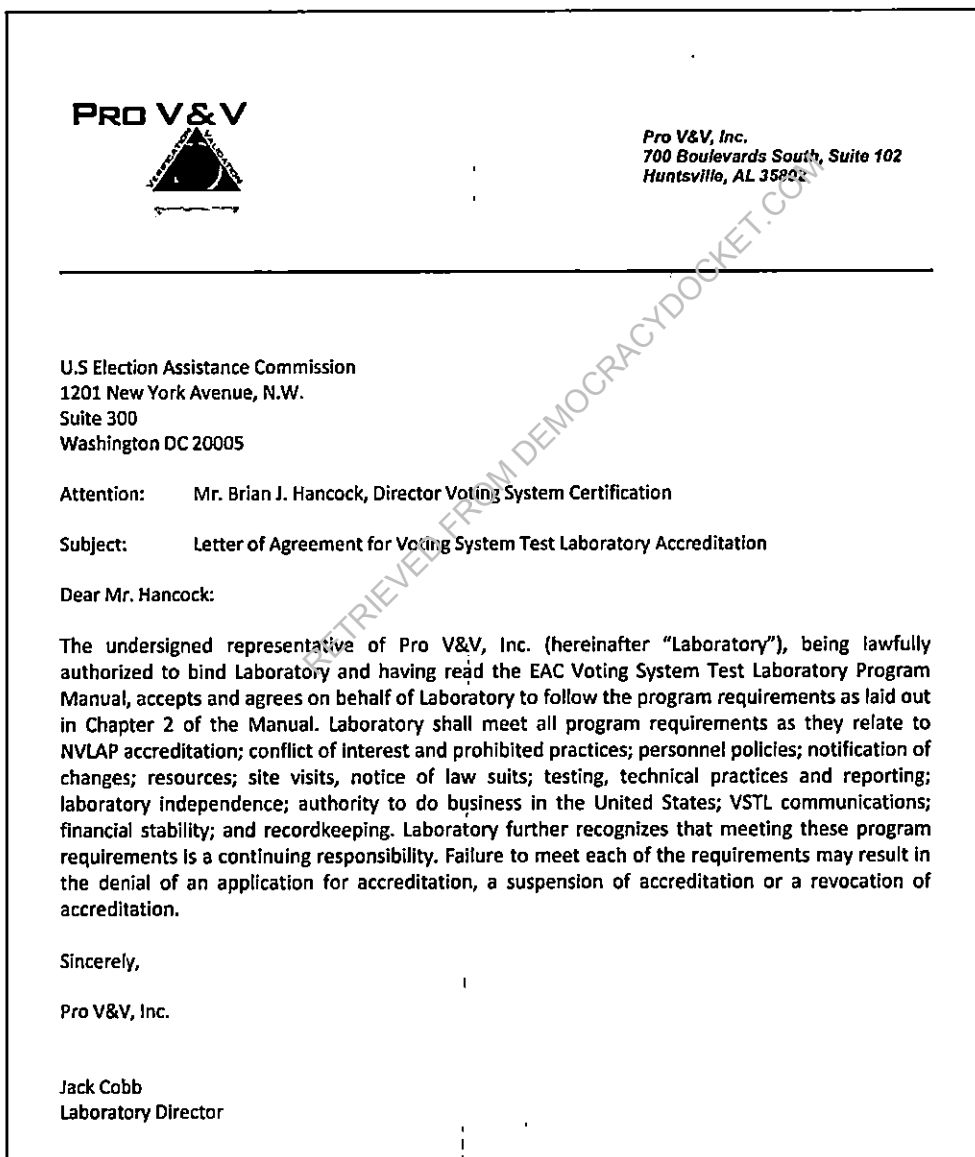 PRO V&V
VERIFICATION VALIDATION
Pro V&V, Inc.
700 Boulevards South, Suite 102
Huntsville, AL 35802
U.S Election Assistance Commission
1201 New York Avenue, N.W.
Suite 300
Washington DC 20005
Attention: Mr. Brian J. Hancock, Director Voting System Certification
Subject: Letter of Agreement for Voting System Test Laboratory Accreditation
Dear Mr. Hancock:
The undersigned representative of Pro V&V, Inc. (hereinafter “Laboratory”), being lawfully
authorized to bind Laboratory and having read the EAC Voting System Test Laboratory Program
Manual, accepts and agrees on behalf of Laboratory to follow the program requirements as laid out
in Chapter 2 of the Manual. Laboratory shall meet all program requirements as they relate to
NVLAP accreditation; conflict of interest and prohibited practices; personnel policies; notification of
changes; resources; site visits, notice of law suits; testing, technical practices and reporting;
laboratory independence; authority to do business in the United States; VSTL communications;
financial stability; and recordkeeping. Laboratory further recognizes that meeting these program
requirements is a continuing responsibility. Failure to meet each of the requirements may result in
the denial of an application for accreditation, a suspension of accreditation or a revocation of
accreditation.
Sincerely,
Pro V&V, Inc.
Jack Cobb
Laboratory Director
RETRIEVED FROM DEMOCRACYDOCKET.COM